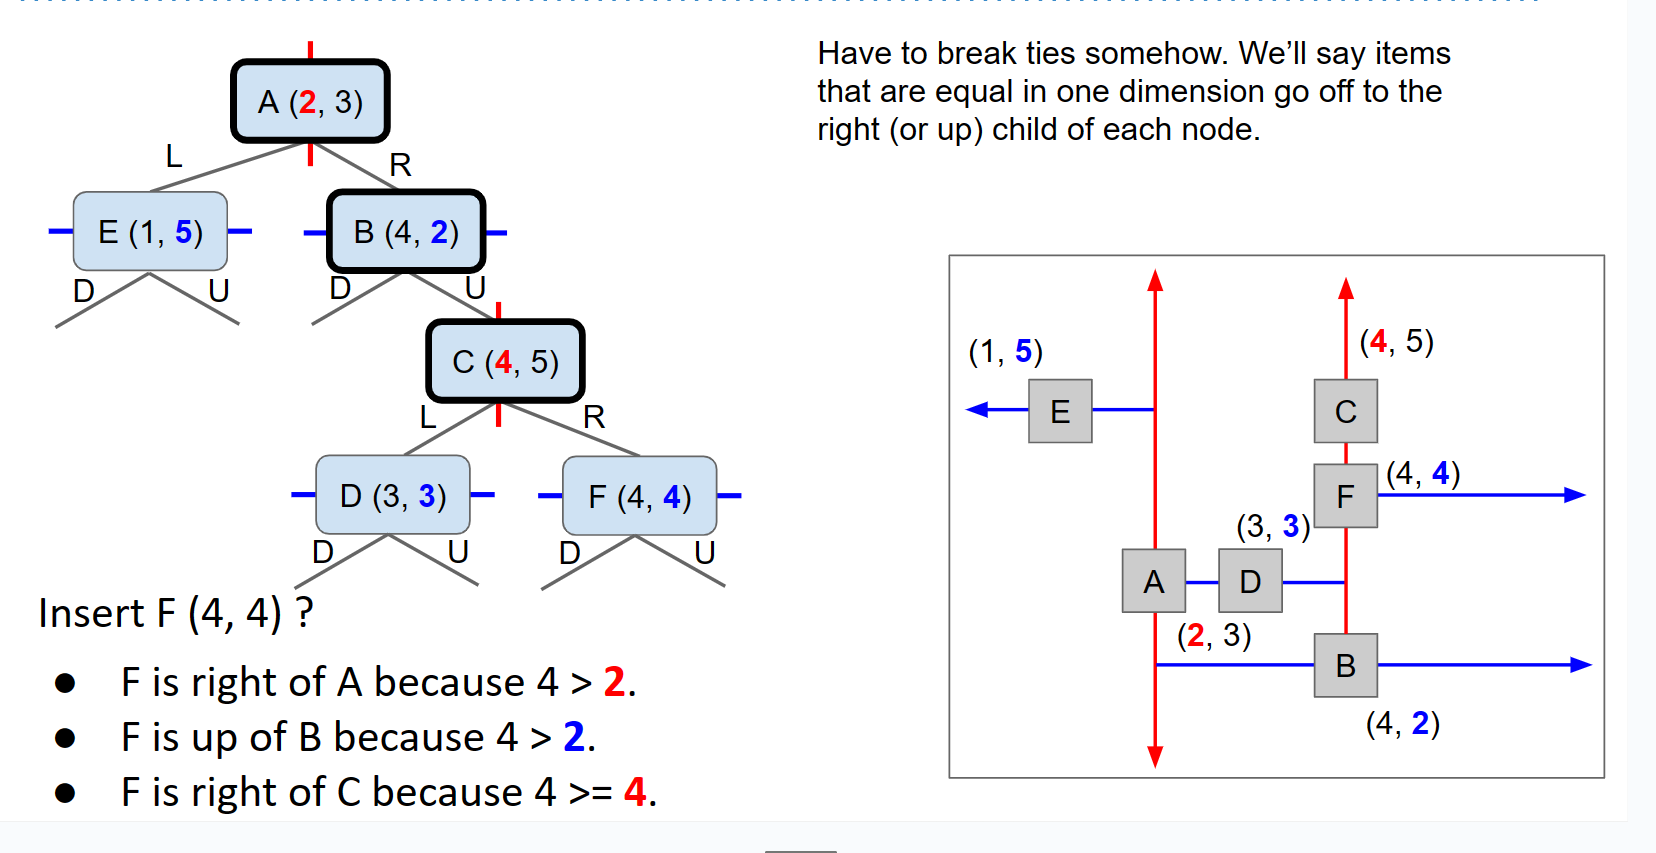 Have to break ties somehow. We’ll say items
that are equal in one dimension go off to the
right (or up) child of each node.
A (2, 3)
L
R
E (1, 5)
B (4, 2)
D
U
D
U
C (4, 5)
L
R
D (3, 3)
F (4, 4)
D
U
D
U
Insert F (4, 4) ?
● F is right of A because 4 > 2.
● F is up of B because 4 > 2.
● F is right of C because 4 >= 4.
(1, 5)
(4, 5)
E
C
(4, 4)
F
(3, 3)
A
D
(2, 3)
B
(4, 2)